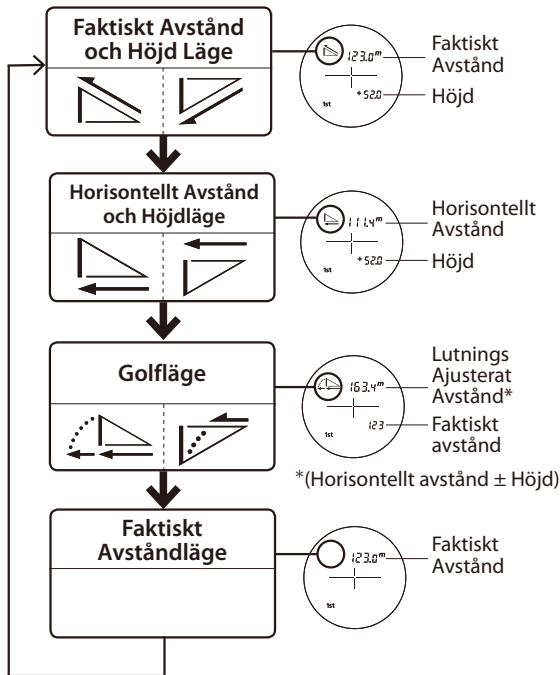 Faktiskt Avstånd
och Höjd Läge
123.0m
+52.0
1st
Faktiskt
Avstånd
Höjd
Horisontellt Avstånd
och Höjdläge
111.4m
+52.0
1st
Horisontellt
Avstånd
Höjd
Golfläge
163.4m
123
1st
Lutnings
Ajusterat
Avstånd*
Faktiskt
avstånd
*(Horisontellt avstånd ± Höjd)
Faktiskt
Avståndläge
123.0m
1st
Faktiskt
Avstånd